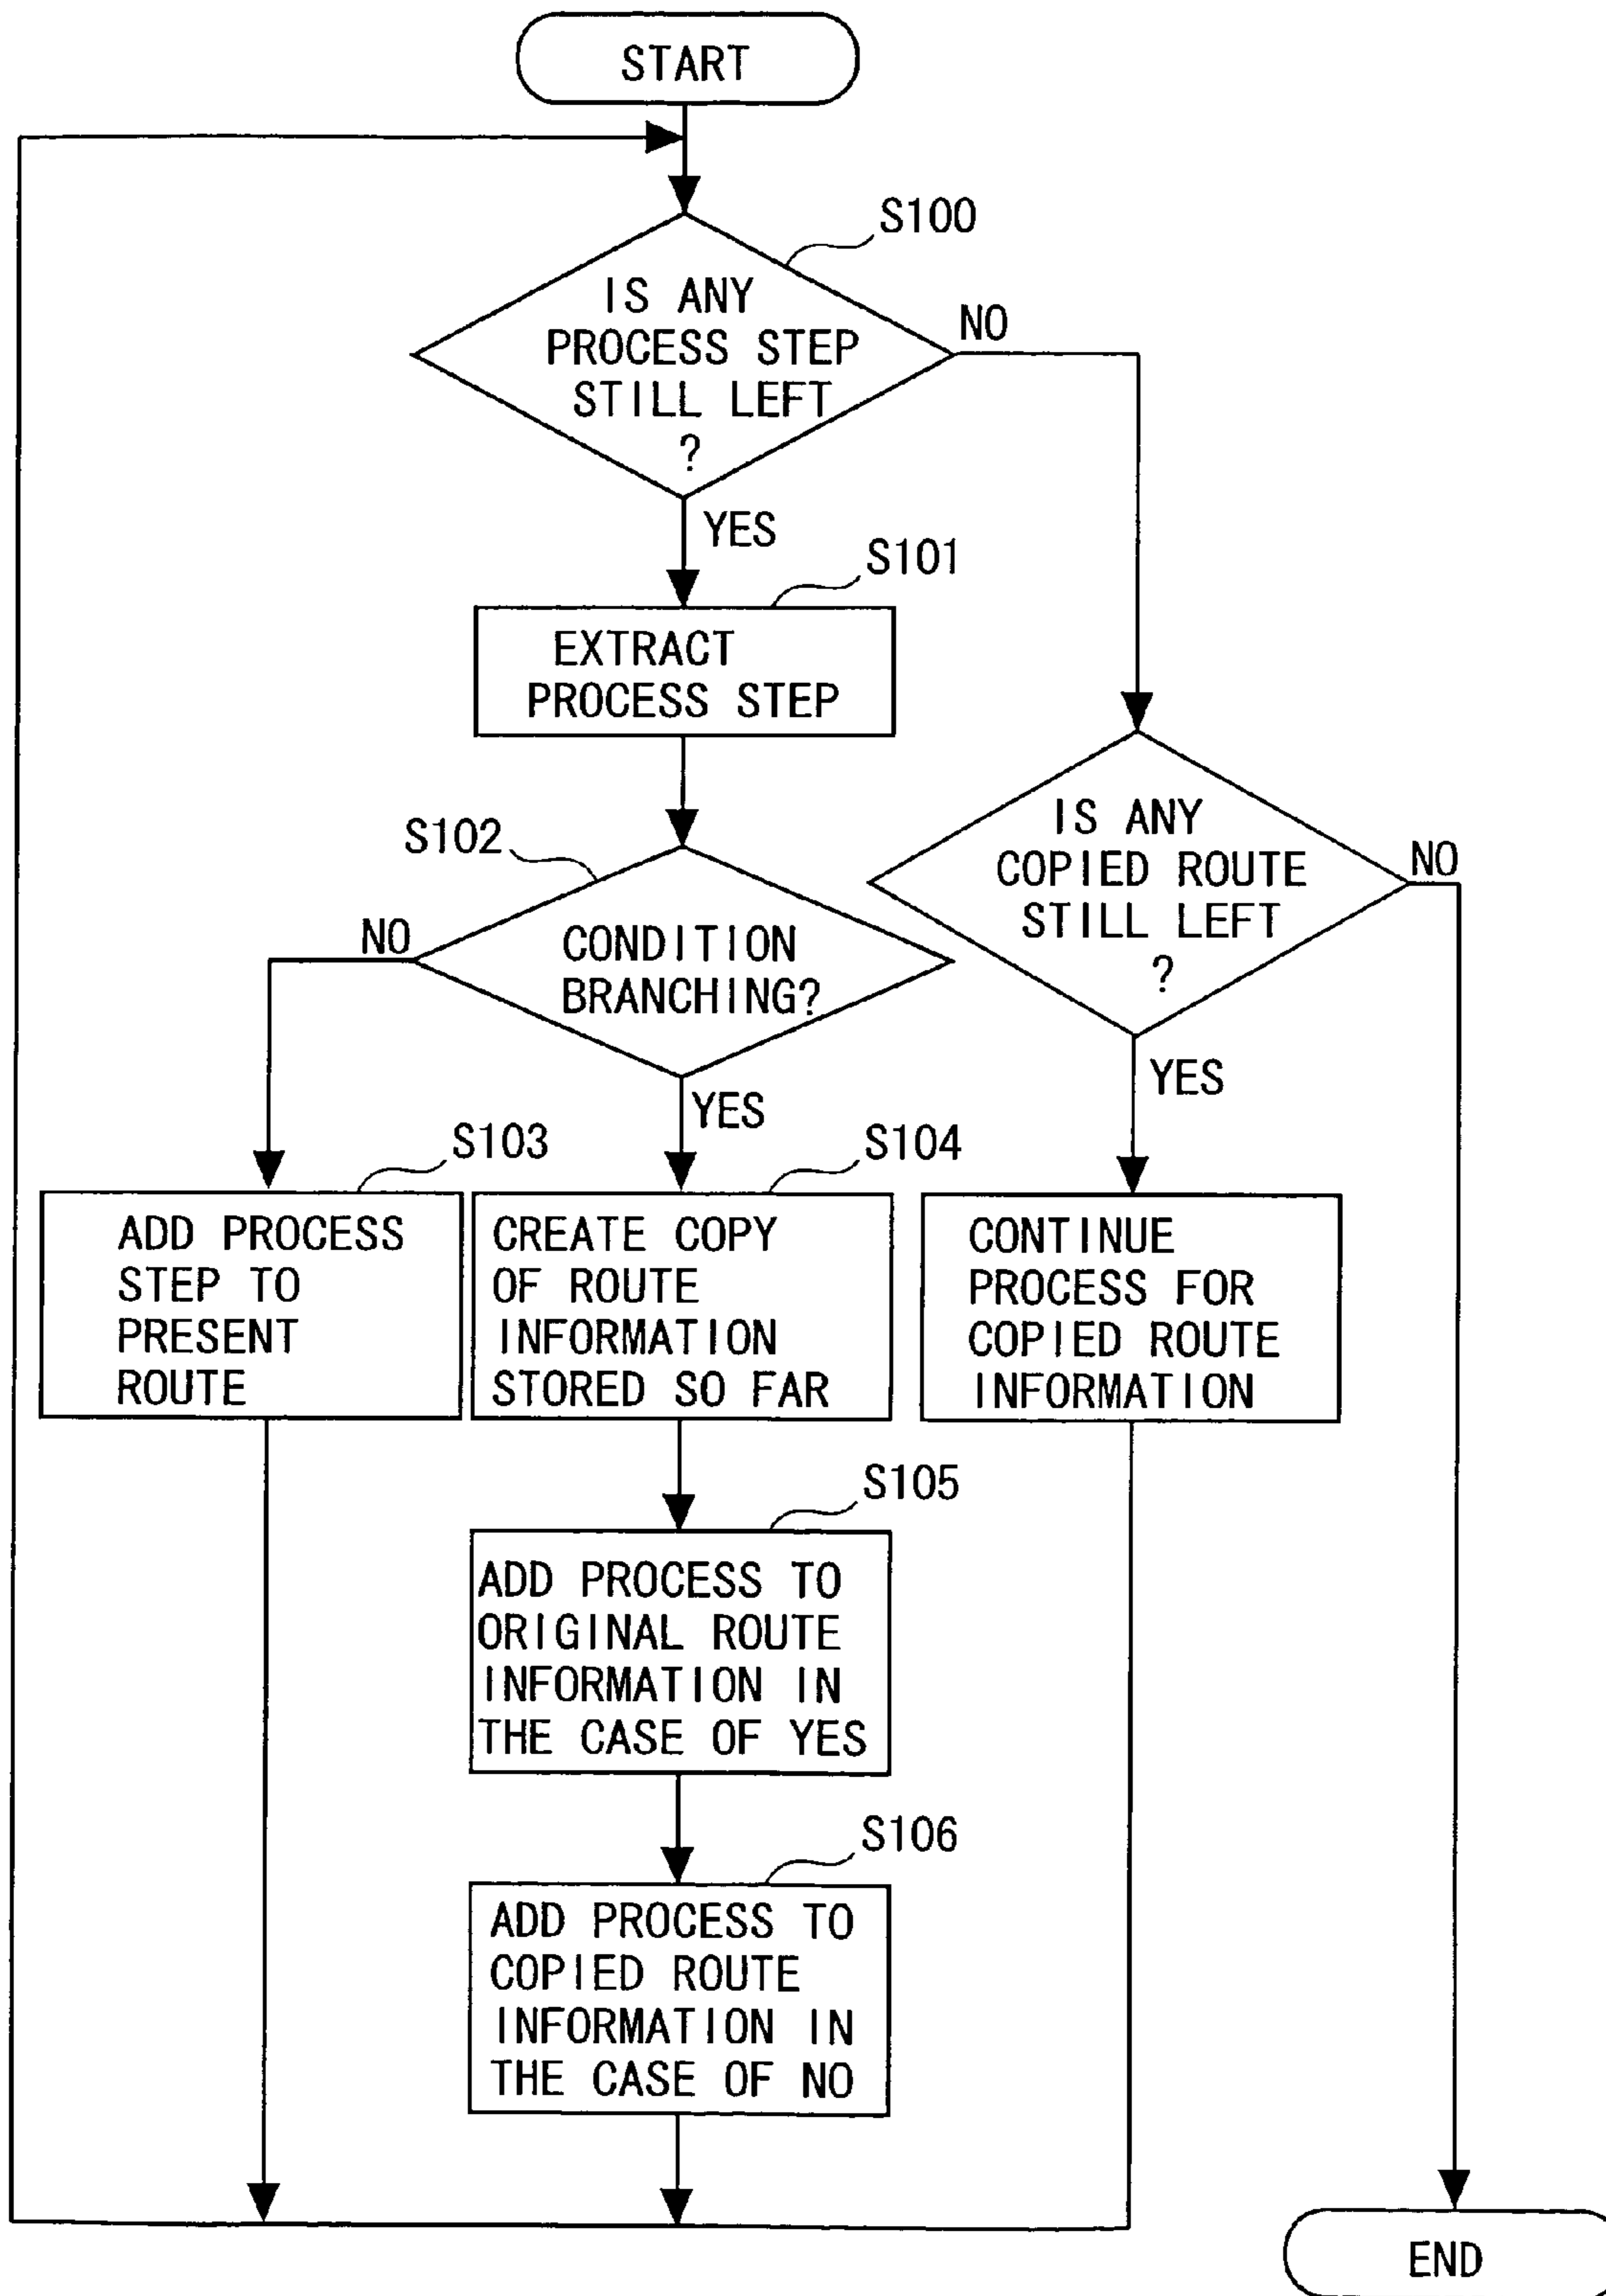 START
S100
IS ANY
PROCESS STEP
STILL LEFT
?
NO
YES
S101
EXTRACT
PROCESS STEP
S102
CONDITION
BRANCHING?
NO
YES
IS ANY
COPIED ROUTE
STILL LEFT
?
NO
YES
S103
ADD PROCESS
STEP TO
PRESENT
ROUTE
S104
CREATE COPY
OF ROUTE
INFORMATION
STORED SO FAR
CONTINUE
PROCESS FOR
COPIED ROUTE
INFORMATION
S105
ADD PROCESS TO
ORIGINAL ROUTE
INFORMATION IN
THE CASE OF YES
S106
ADD PROCESS TO
COPIED ROUTE
INFORMATION IN
THE CASE OF NO
END